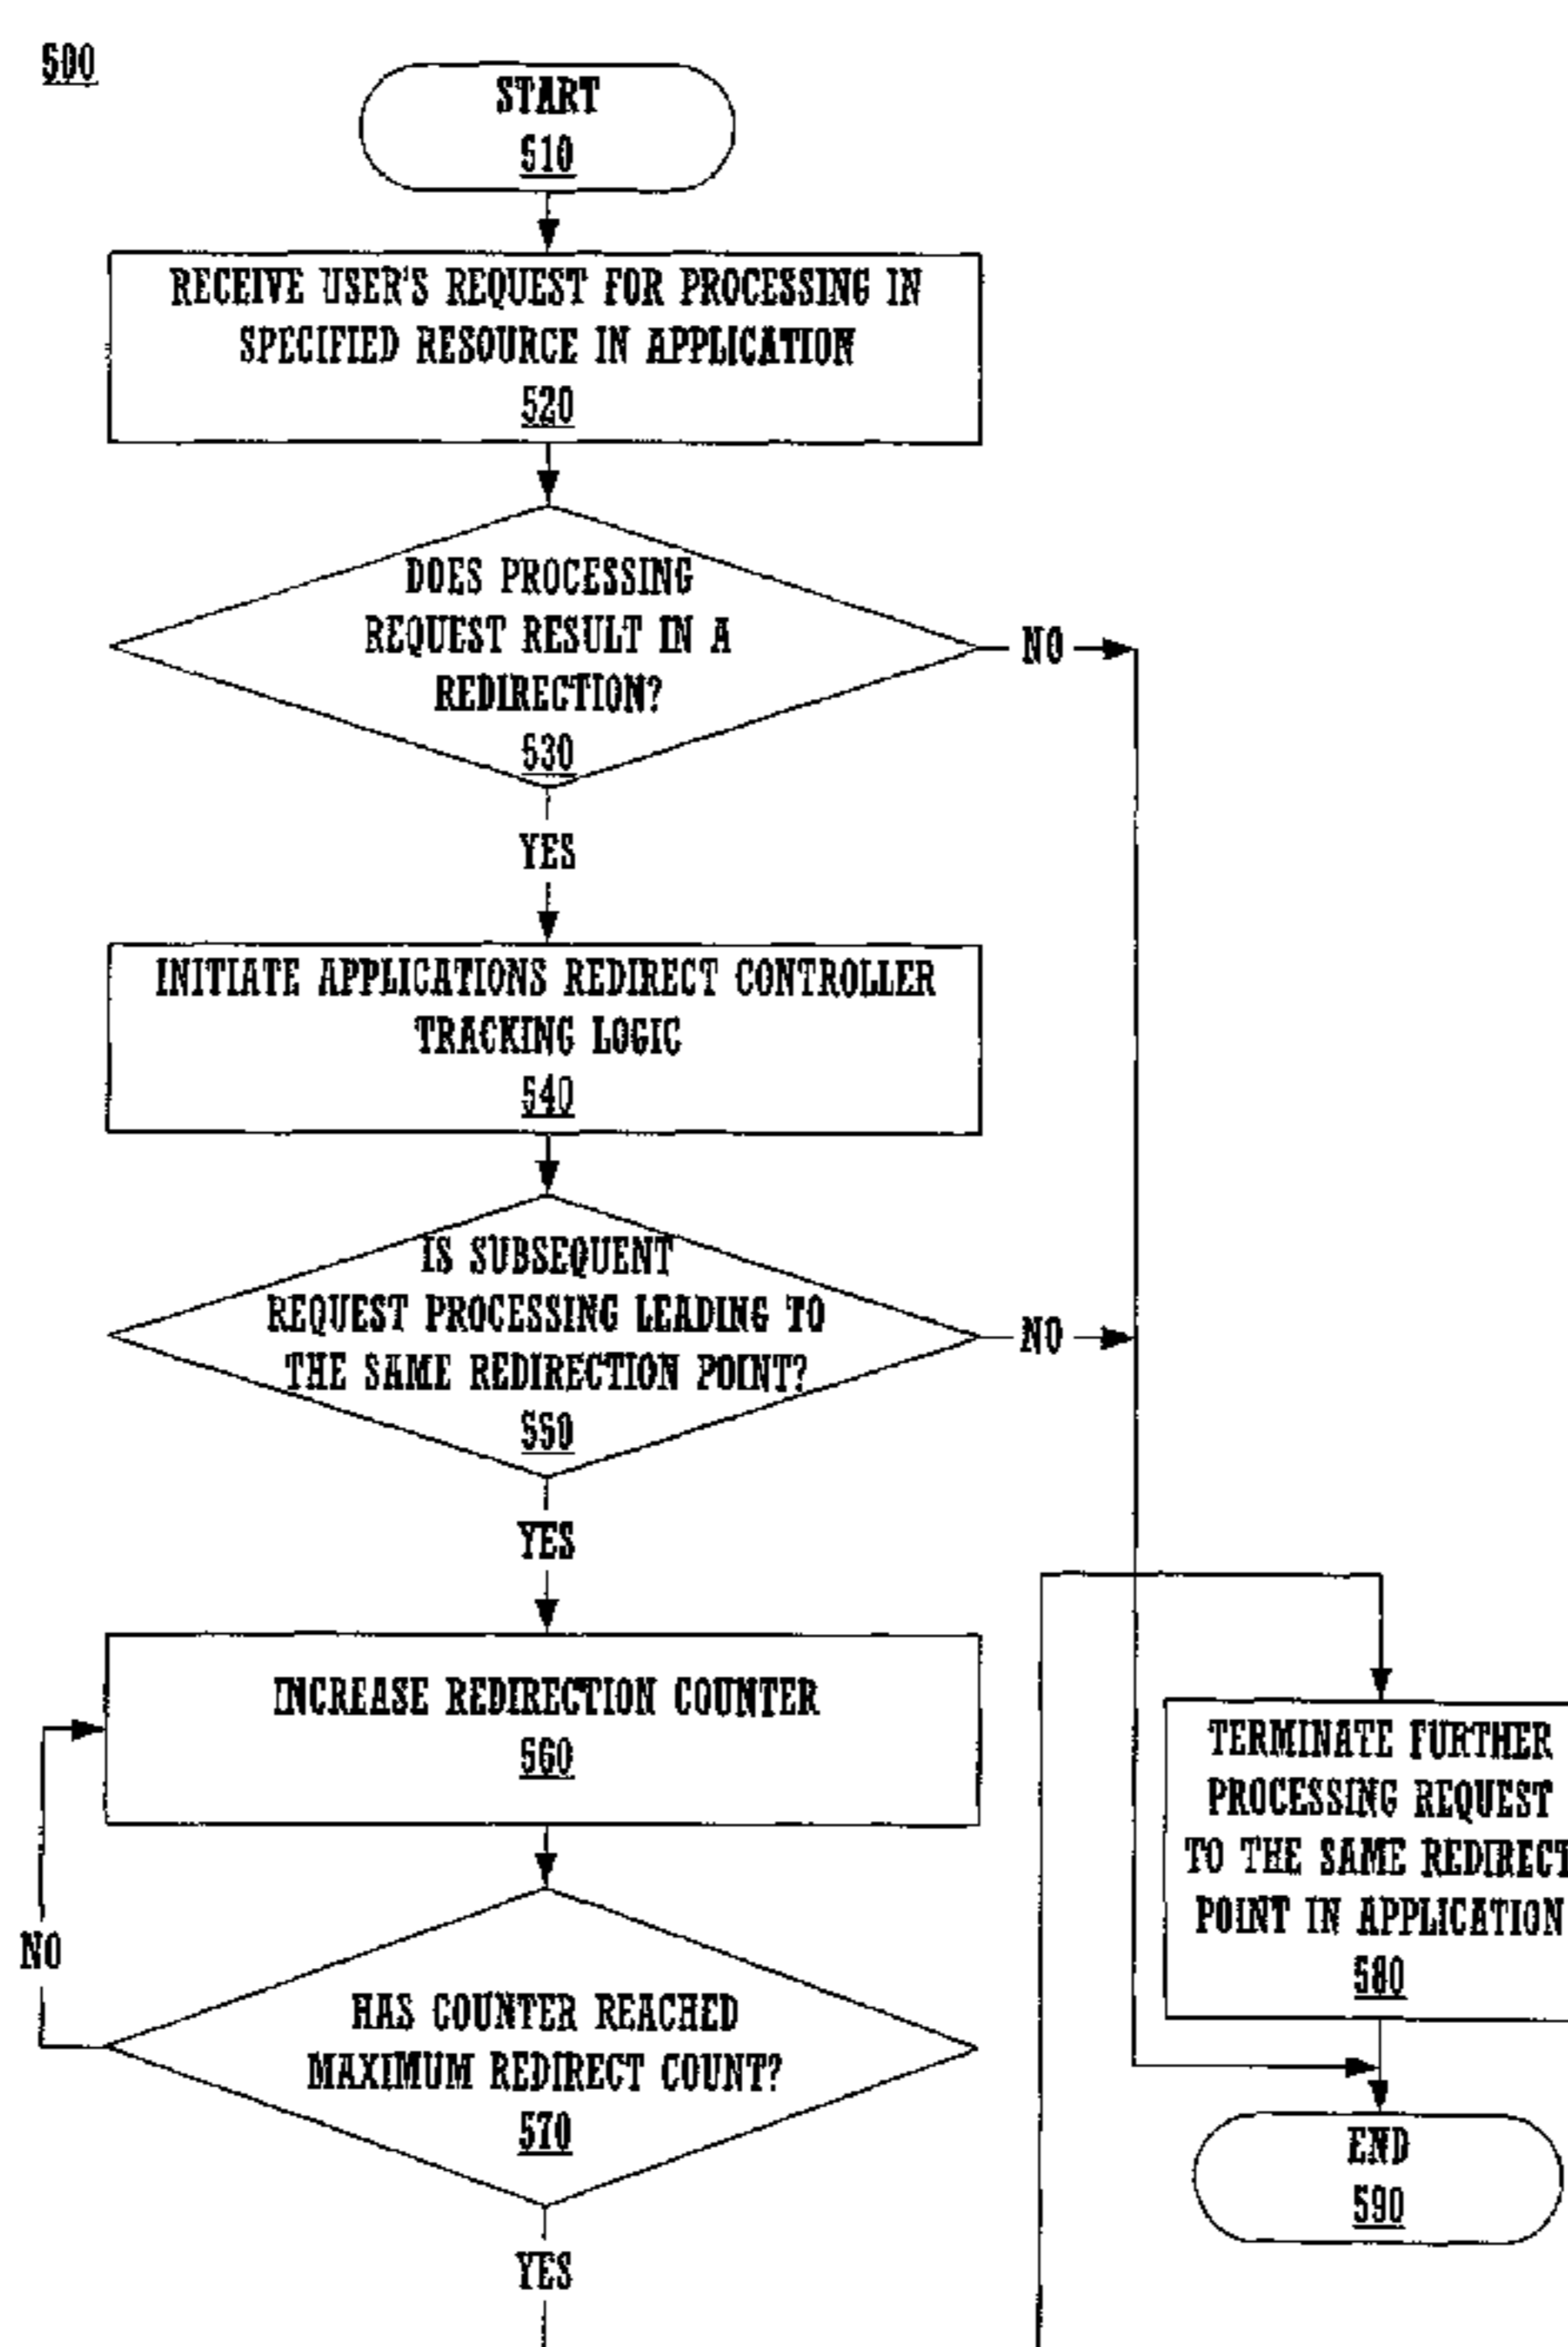 500
START
510
RECEIVE USER'S REQUEST FOR PROCESSING IN
SPECIFIED RESOURCE IN APPLICATION
520
DOES PROCESSING
REQUEST RESULT IN A
REDIRECTION?
530
NO
YES
INITIATE APPLICATIONS REDIRECT CONTROLLER
TRACKING LOGIC
540
IS SUBSEQUENT
REQUEST PROCESSING LEADING TO
THE SAME REDIRECTION POINT?
550
NO
YES
INCREASE REDIRECTION COUNTER
560
NO
HAS COUNTER REACHED
MAXIMUM REDIRECT COUNT?
570
YES
TERMINATE FURTHER
PROCESSING REQUEST
TO THE SAME REDIRECT
POINT IN APPLICATION
580
END
590